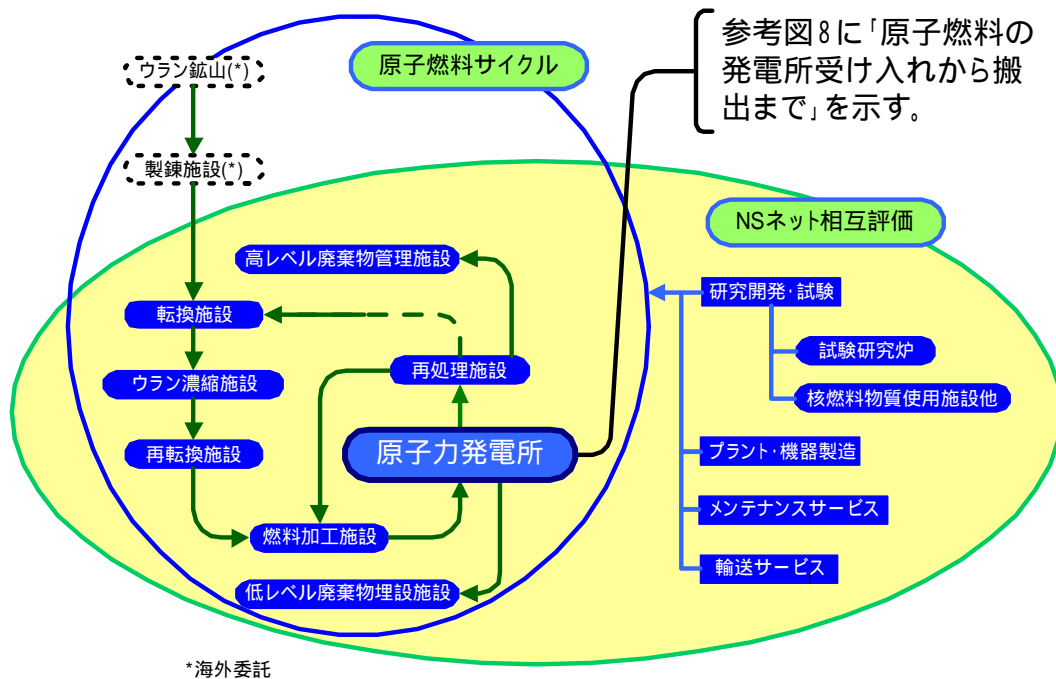 参考図8に「原子燃料の
発電所受け入れから搬
出まで」を示す。
原子燃料サイクル
ウラン鉱山(*)
製錬施設(*)
NSネット相互評価
高レベル廃棄物管理施設
転換施設
再処理施設
ウラン濃縮施設
原子力発電所
再転換施設
燃料加工施設
低レベル廃棄物埋設施設
研究開発・試験
試験研究炉
核燃料物質使用施設他
プラント・機器製造
メンテナンスサービス
輸送サービス
*海外委託